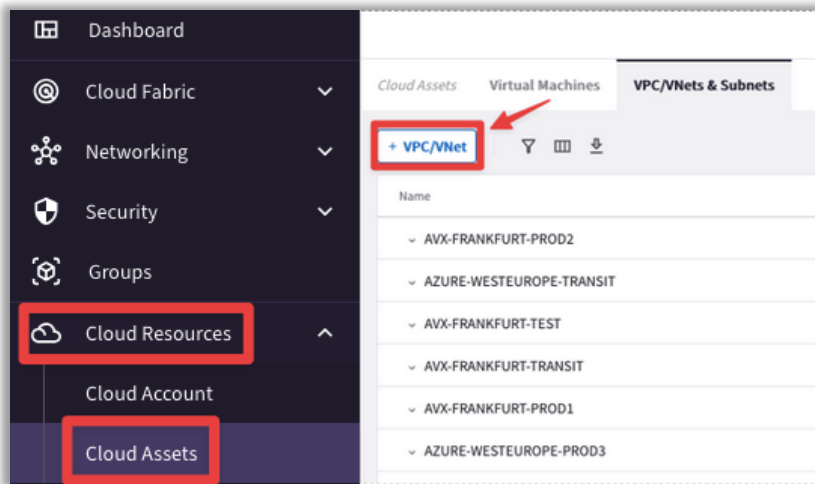 Dashboard
Cloud Fabric
Networking
Security
Groups
Cloud Resources
Cloud Account
Cloud Assets
Cloud Assets Virtual Machines VPC/VNets & Subnets
+ VPC/VNet
Name
AVX-FRANKFURT-PROD2
AZURE-WESTEUROPE-TRANSIT
AVX-FRANKFURT-TEST
AVX-FRANKFURT-TRANSIT
AVX-FRANKFURT-PROD1
AZURE-WESTEUROPE-PROD3